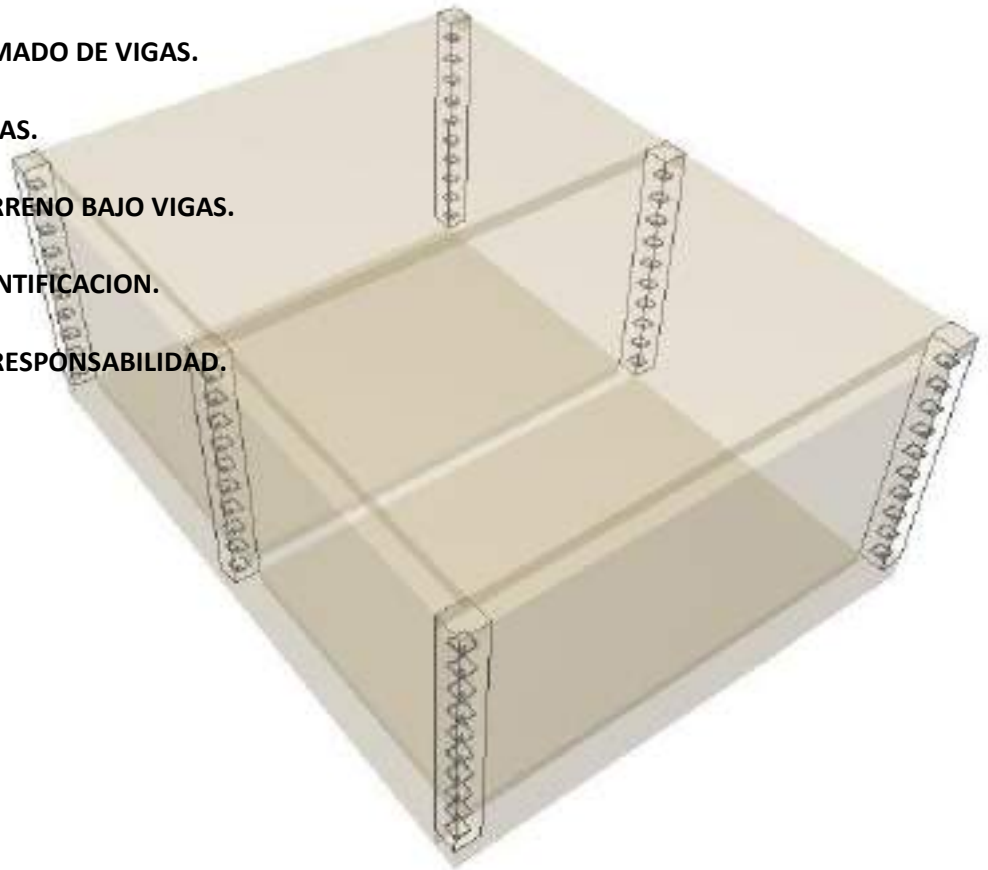 MADO DE VIGAS.
AS.
RRENO BAJO VIGAS.
NTIFICACION.
RESPONSABILIDAD.